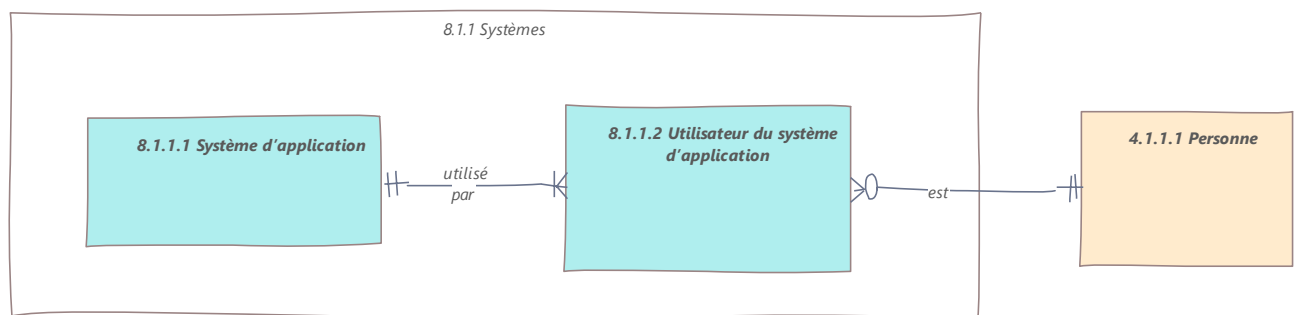 8.1.1 Systèmes
8.1.1.1 Système d'application
utilisé
par
8.1.1.2 Utilisateur du système
d'application
est
4.1.1.1 Personne